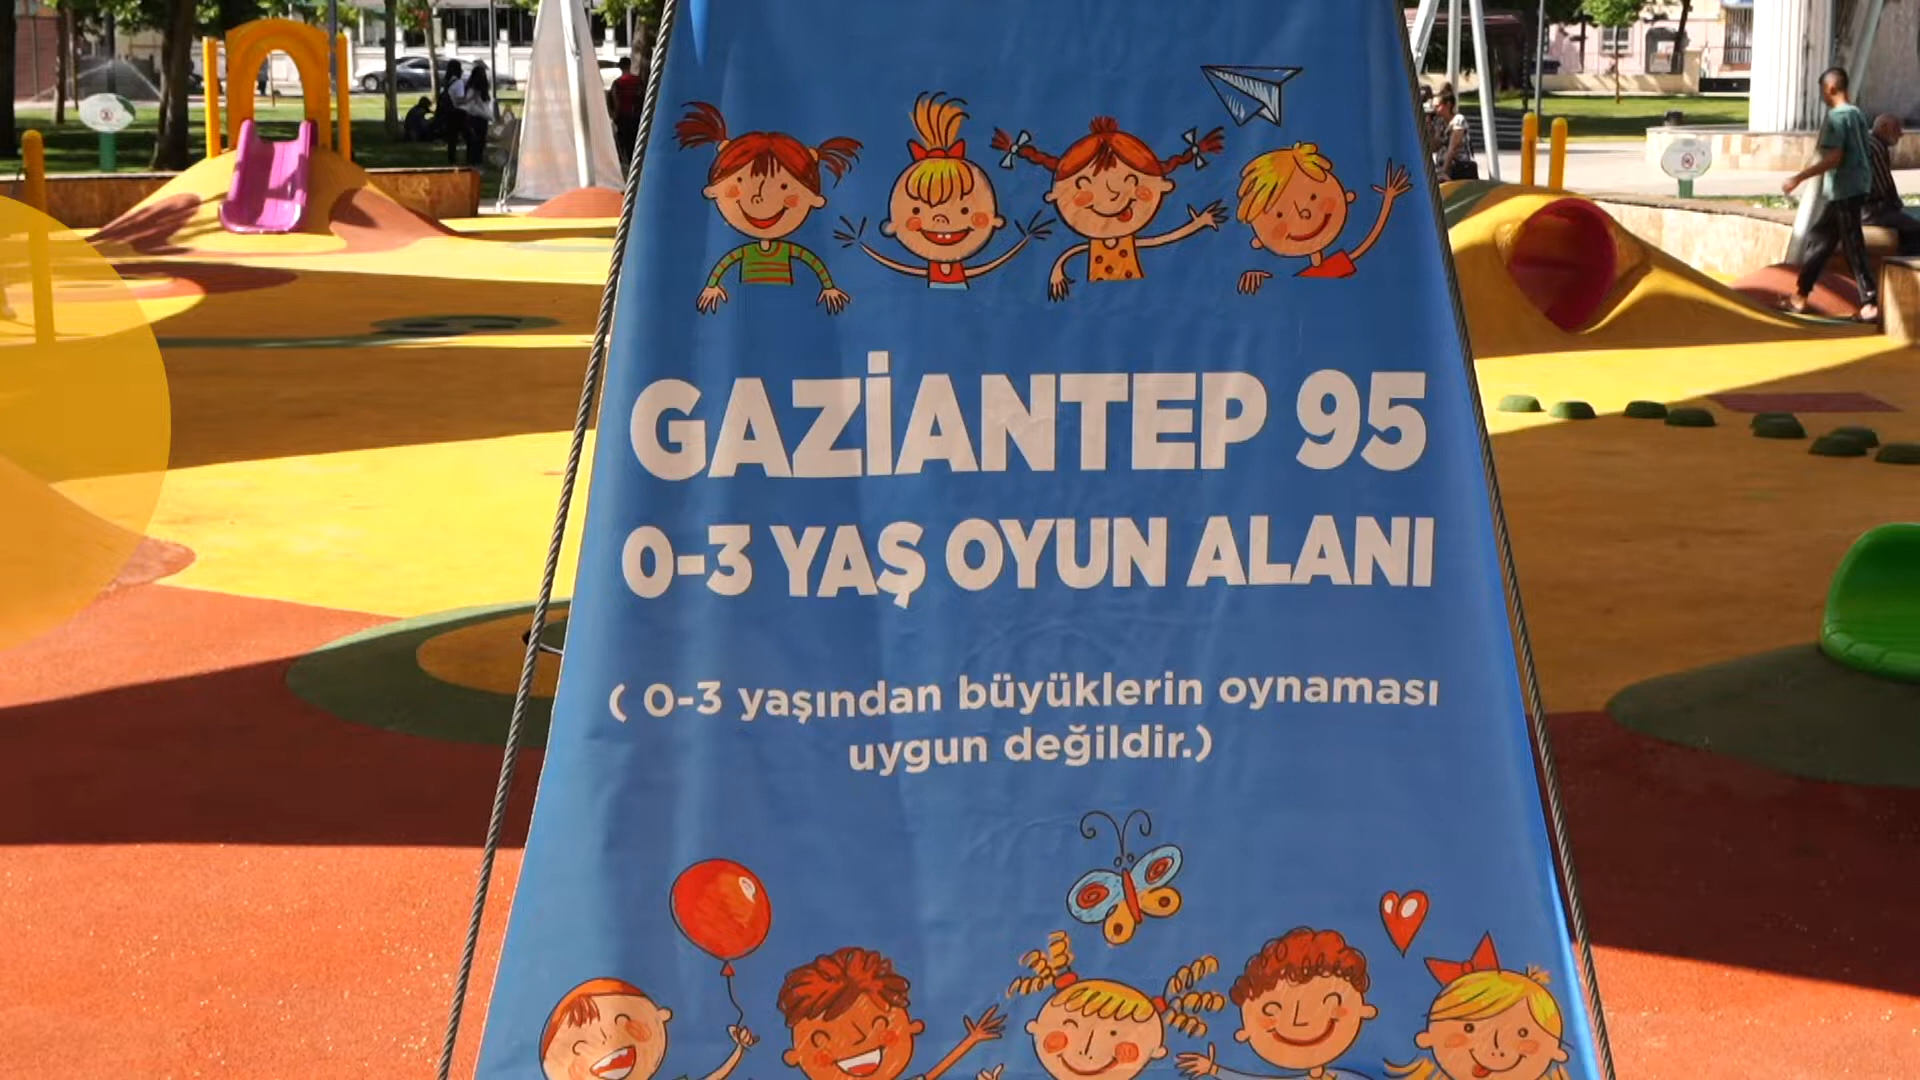 GAZİANTEP 95
0-3 YAŞ OYUN ALANI
( 0-3 yaşından büyüklerin oynaması
uygun değildir.)